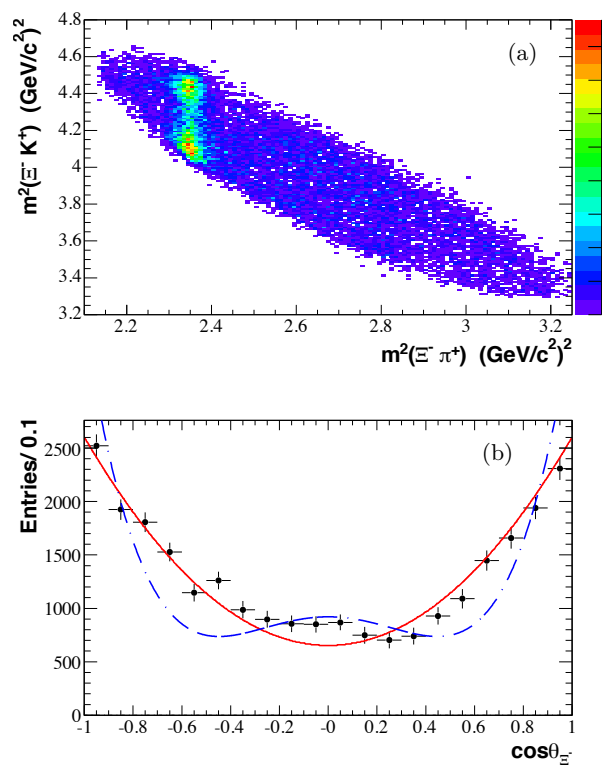 (a)
m²(Ξ⁻ K⁺) (GeV/c²)²
4.8
4.6
4.4
4.2
4
3.8
3.6
3.4
3.2
2.2 2.4 2.6 2.8 3 3.2
m²(Ξ⁻ π⁺) (GeV/c²)²
(b)
Entries/ 0.1
2500
2000
1500
1000
500
0
-1 -0.8 -0.6 -0.4 -0.2 -0 0.2 0.4 0.6 0.8 1
cosθ_Ξ⁻